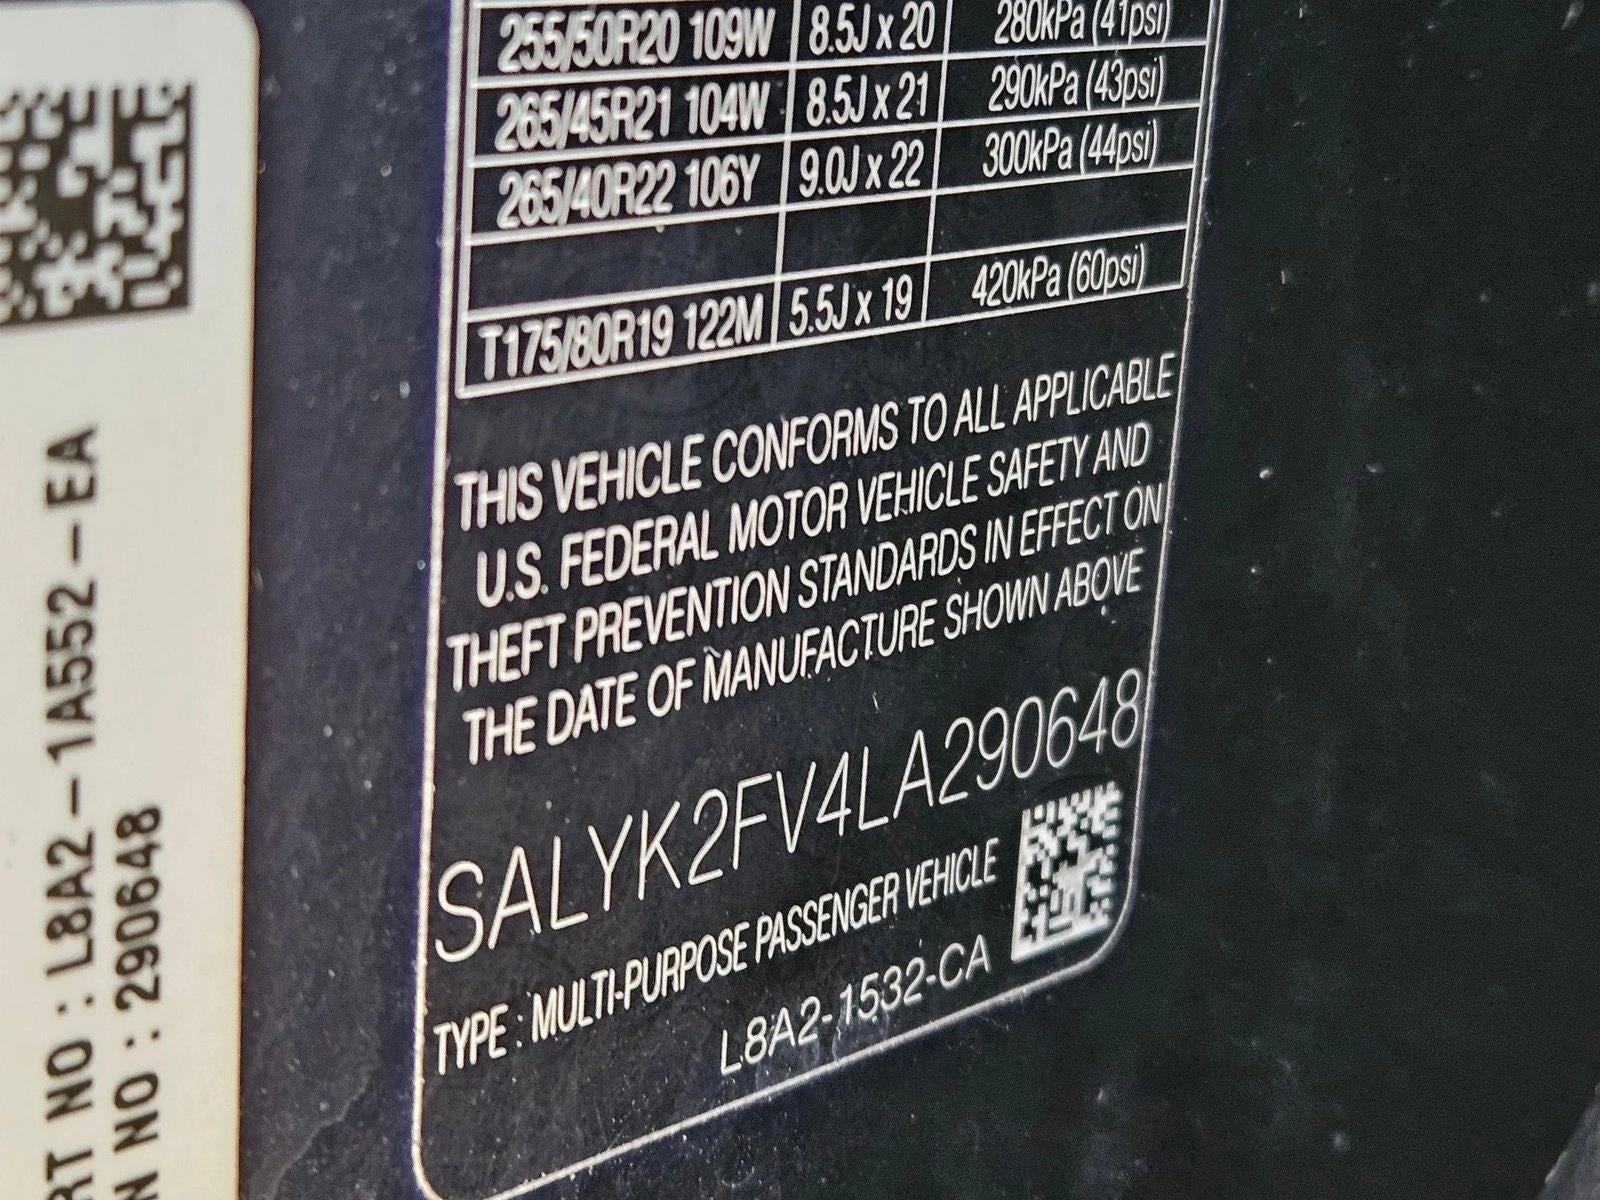 255/50R20 109W 8.5J x 20 280kPa (41psi)
265/45R21 104W 8.5J x 21 290kPa (43psi)
265/40R22 106Y 9.0J x 22 300kPa (44psi)
T175/80R19 122M 5.5J x 19 420kPa (60psi)
THIS VEHICLE CONFORMS TO ALL APPLICABLE
U.S. FEDERAL MOTOR VEHICLE SAFETY AND
THEFT PREVENTION STANDARDS IN EFFECT ON
THE DATE OF MANUFACTURE SHOWN ABOVE
SALYK2FV4LA290648
TYPE : MULTI-PURPOSE PASSENGER VEHICLE
L8A2-1532-CA
RT NO : L8A2-1A552-EA
N NO : 290648